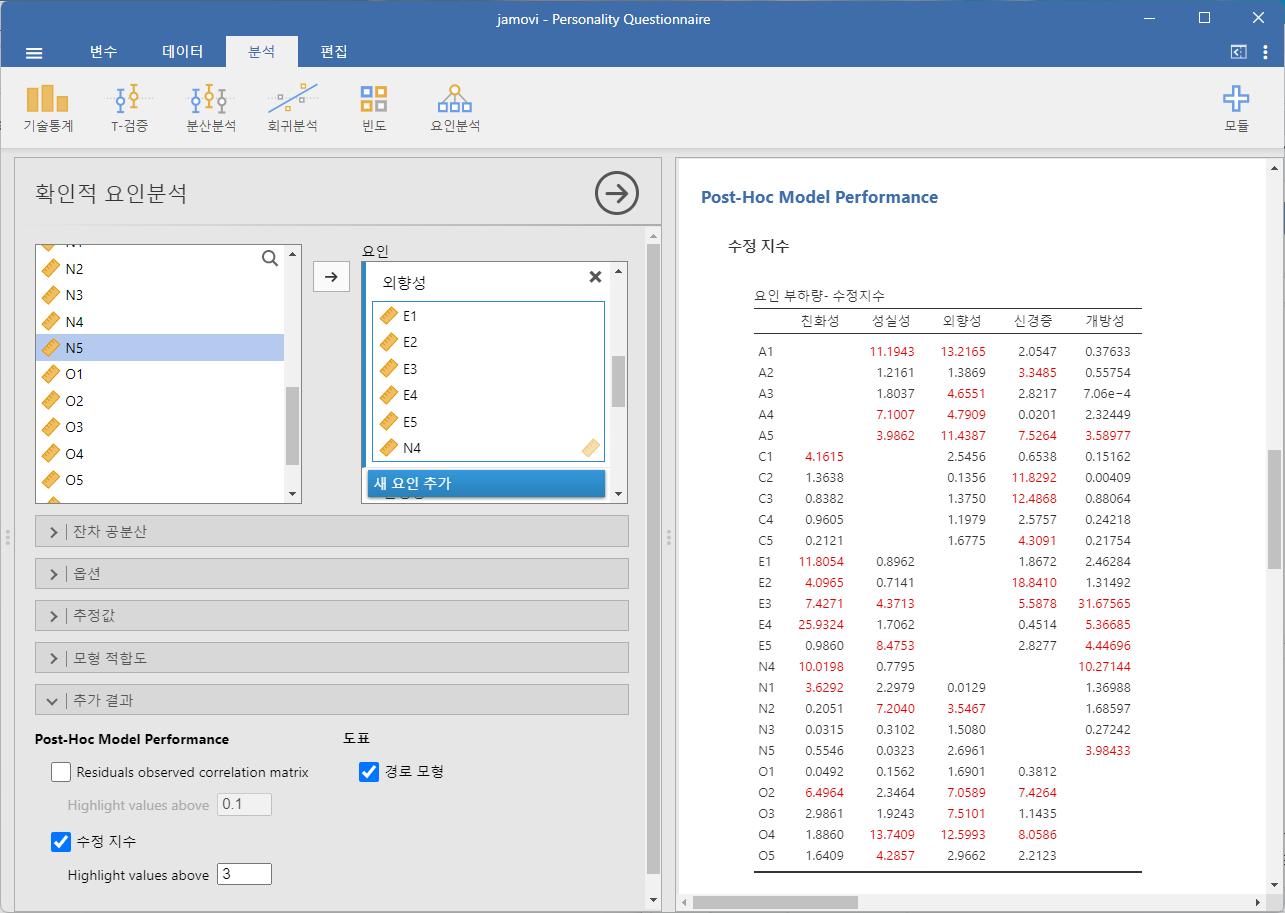 jamovi - Personality Questionnaire
변수 데이터 분석 편집
기술통계 T-검증 분산분석 회귀분석 빈도 요인분석 모듈
확인적 요인분석
N2
N3
N4
N5
O1
O2
O3
O4
O5
요인
외향성
E1
E2
E3
E4
E5
N4
새 요인 추가
잔차 공분산
옵션
추정값
모형 적합도
추가 결과
Post-Hoc Model Performance
Residuals observed correlation matrix
Highlight values above 0.1
수정 지수
Highlight values above 3
도표
경로 모형
Post-Hoc Model Performance
수정 지수
요인 부하량- 수정지수
친화성 성실성 외향성 신경증 개방성
A1 11.1943 13.2165 2.0547 0.37633
A2 1.2161 1.3869 3.3485 0.55754
A3 1.8037 4.6551 2.8217 7.06e−4
A4 7.1007 4.7909 0.0201 2.32449
A5 3.9862 11.4387 7.5264 3.58977
C1 4.1615 2.5456 0.6538 0.15162
C2 1.3638 0.1356 11.8292 0.00409
C3 0.8382 1.3750 12.4868 0.88064
C4 0.9605 1.1979 2.5757 0.24218
C5 0.2121 1.6775 4.3091 0.21754
E1 11.8054 0.8962 1.8672 2.46284
E2 4.0965 0.7141 18.8410 1.31492
E3 7.4271 4.3713 5.5878 31.67565
E4 25.9324 1.7062 0.4514 5.36685
E5 0.9860 8.4753 2.8277 4.44696
N4 10.0198 0.7795 10.27144
N1 3.6292 2.2979 0.0129 1.36988
N2 0.2051 7.2040 3.5467 1.68597
N3 0.0315 0.3102 1.5080 0.27242
N5 0.5546 0.0323 2.6961 3.98433
O1 0.0492 0.1562 1.6901 0.3812
O2 6.4964 2.3464 7.0589 7.4264
O3 2.9861 1.9243 7.5101 1.1435
O4 1.8860 13.7409 12.5993 8.0586
O5 1.6409 4.2857 2.9662 2.2123